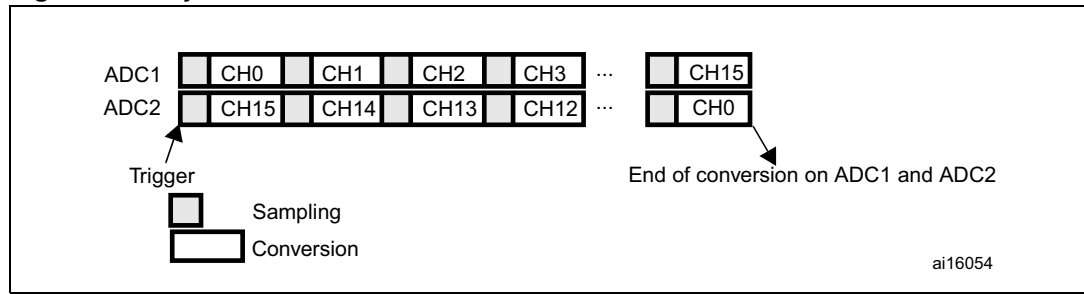 ADC1 CH0 CH1 CH2 CH3 ... CH15
ADC2 CH15 CH14 CH13 CH12 ... CH0
Trigger
End of conversion on ADC1 and ADC2
Sampling
Conversion
ai16054